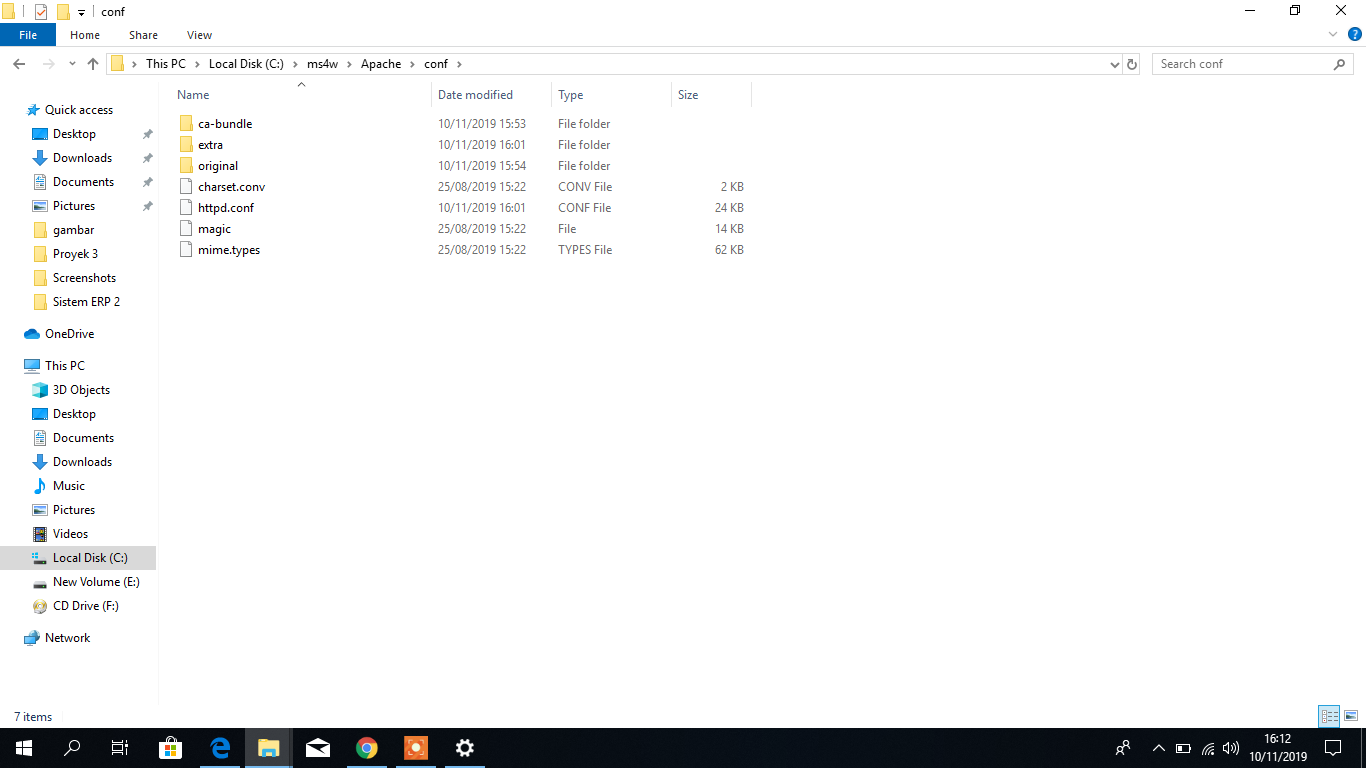 conf
File Home Share View
This PC Local Disk (C:) ms4w Apache conf
Search conf
Name Date modified Type Size
Quick access
Desktop
Downloads
Documents
Pictures
gambar
Proyek 3
Screenshots
Sistem ERP 2
OneDrive
This PC
3D Objects
Desktop
Documents
Downloads
Music
Pictures
Videos
Local Disk (C:)
New Volume (E:)
CD Drive (F:)
Network
ca-bundle 10/11/2019 15:53 File folder
extra 10/11/2019 16:01 File folder
original 10/11/2019 15:54 File folder
charset.conv 25/08/2019 15:22 CONV File 2 KB
httpd.conf 10/11/2019 16:01 CONF File 24 KB
magic 25/08/2019 15:22 File 14 KB
mime.types 25/08/2019 15:22 TYPES File 62 KB
7 items
16:12
10/11/2019